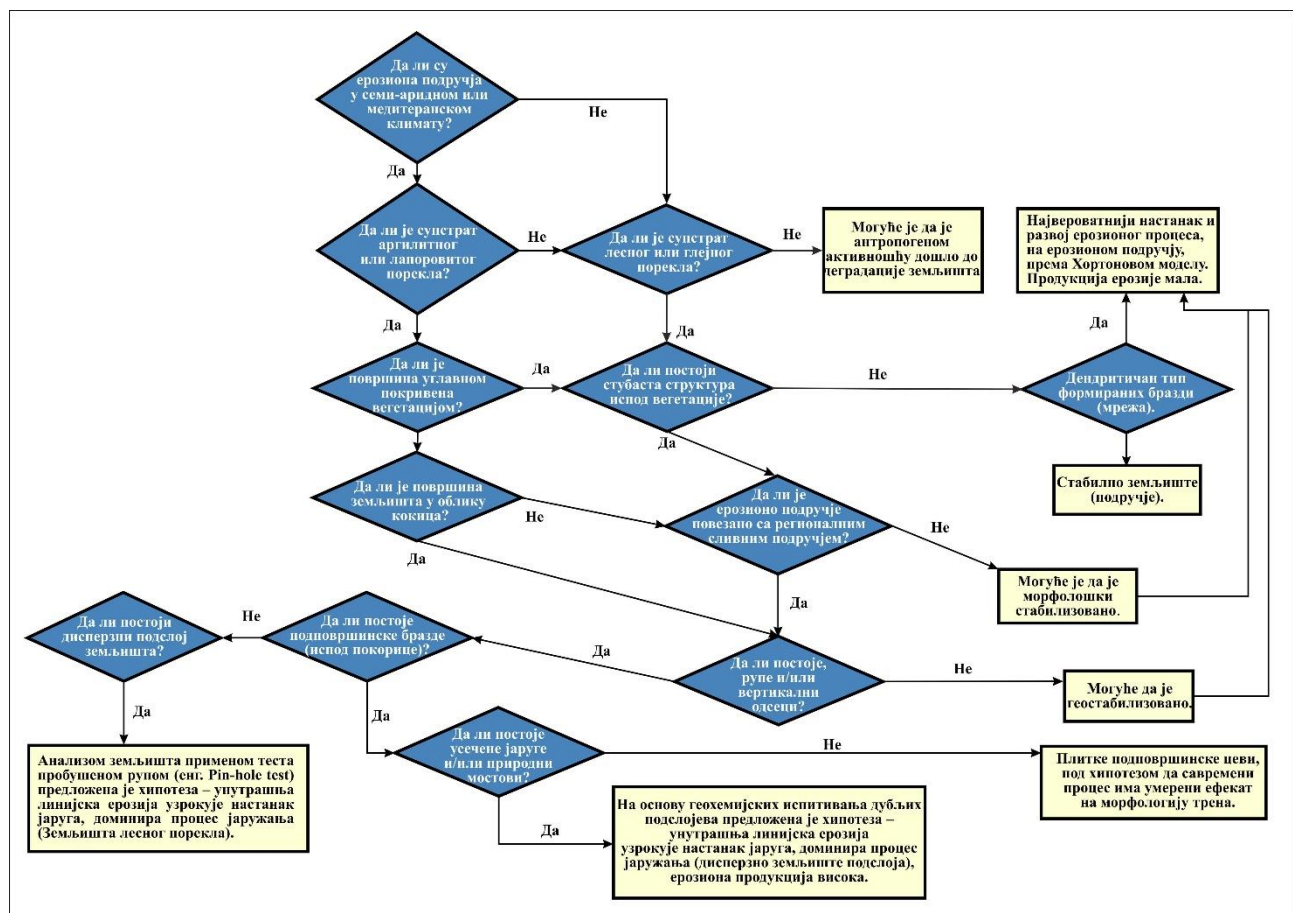 Да ли су
ерозиона подручја
у семи-аридном или
медитеранском
климату?
Не
Да
Да ли је супстрат
аргилитног
или лапоровитог
порекла?
Не
Да ли је супстрат
лесног или глејног
порекла?
Не
Могуће је да је
антропогеном
активношћу дошло до
деградације земљишта
Највероватнији настанак и
развој ерозионог процеса,
на ерозионом подручју,
према Хортоновом моделу.
Продукција ерозије мала.
Да
Да
Да
Да ли је
површина углавном
покривена
вегетацијом?
Да
Да ли постоји
стубаста структура
испод вегетације?
Не
Дендритичан тип
формираних бразди
(мрежа).
Да
Стабилно земљиште
(подручје).
Да ли је површина
земљишта у облику
кокица?
Не
Да ли је
ерозионо подручје
повезано са регионалним
сливним подручјем?
Не
Да
Могуће је да је
морфолошки
стабилизовано.
Да
Да ли постоји
дисперзни подслој
земљишта?
Не
Да ли постоје
подповршинске бразде
(испод покорице)?
Да
Да ли постоје,
рупе и/или
вертикални
одсеци?
Не
Могуће да је
геостабилизовано.
Да
Да
Да ли постоје
усечене јаруге
и/или природни
мостови?
Не
Плитке подповршинске цеви,
под хипотезом да савремени
процес има умерени ефекат
на морфологију трена.
Анализом земљишта применом теста
пробушеном рупом (енг. Pin-hole test)
предложена је хипотеза – унутрашња
линијска ерозија узрокује настанак
јаруга, доминира процес јаружања
(Земљишта лесног порекла).
Да
На основу геохемијских испитивања дубљих
подслојева предложена је хипотеза –
унутрашња линијска ерозија
узрокује настанак јаруга, доминира процес
јаружања (дисперзно земљиште подслоја),
ерозиона продукција висока.